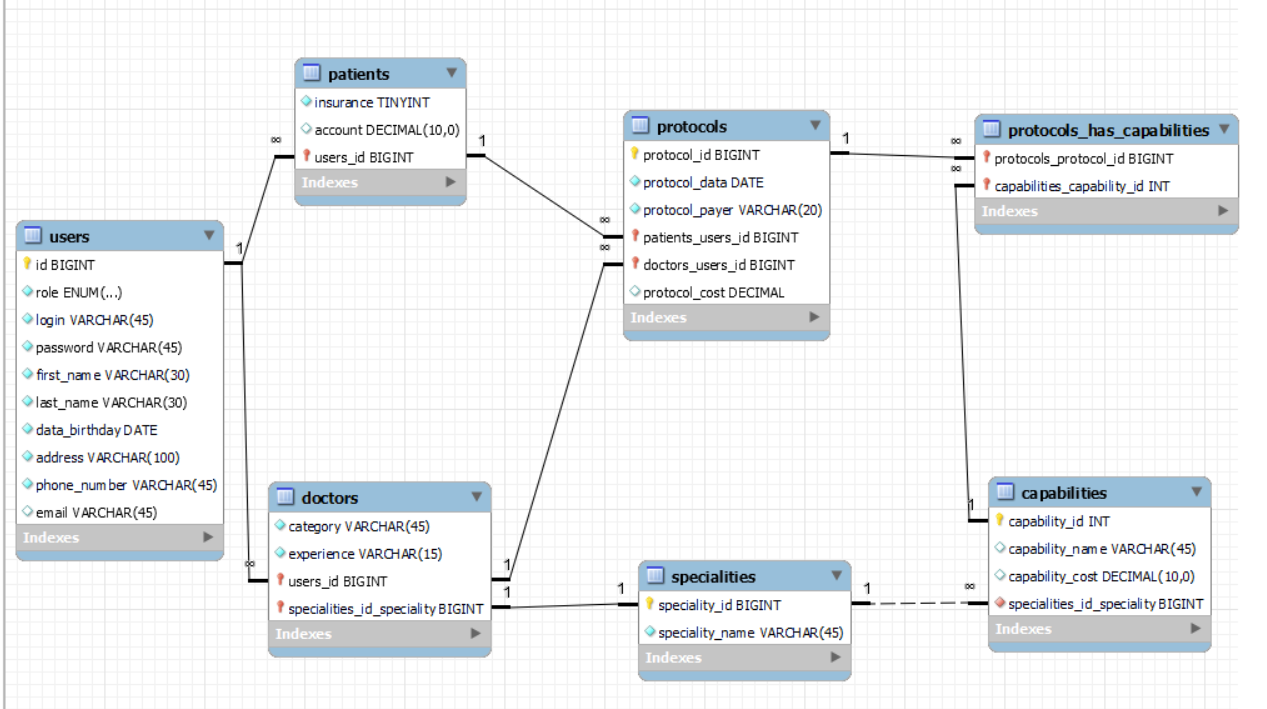 patients
insurance TINYINT
account DECIMAL(10,0)
users_id BIGINT
Indexes
users
id BIGINT
role ENUM(...)
login VARCHAR(45)
password VARCHAR(45)
first_name VARCHAR(30)
last_name VARCHAR(30)
data_birthday DATE
address VARCHAR(100)
phone_number VARCHAR(45)
email VARCHAR(45)
Indexes
doctors
category VARCHAR(45)
experience VARCHAR(15)
users_id BIGINT
specialities_id_speciality BIGINT
Indexes
protocols
protocol_id BIGINT
protocol_data DATE
protocol_payer VARCHAR(20)
patients_users_id BIGINT
doctors_users_id BIGINT
protocol_cost DECIMAL
Indexes
specialities
speciality_id BIGINT
speciality_name VARCHAR(45)
Indexes
protocols_has_capabilities
protocols_protocol_id BIGINT
capabilities_capability_id INT
Indexes
capabilities
capability_id INT
capability_name VARCHAR(45)
capability_cost DECIMAL(10,0)
specialities_id_speciality BIGINT
Indexes
1
∞
∞
1
∞
1
∞
1
1
1
∞
∞
1
1
∞